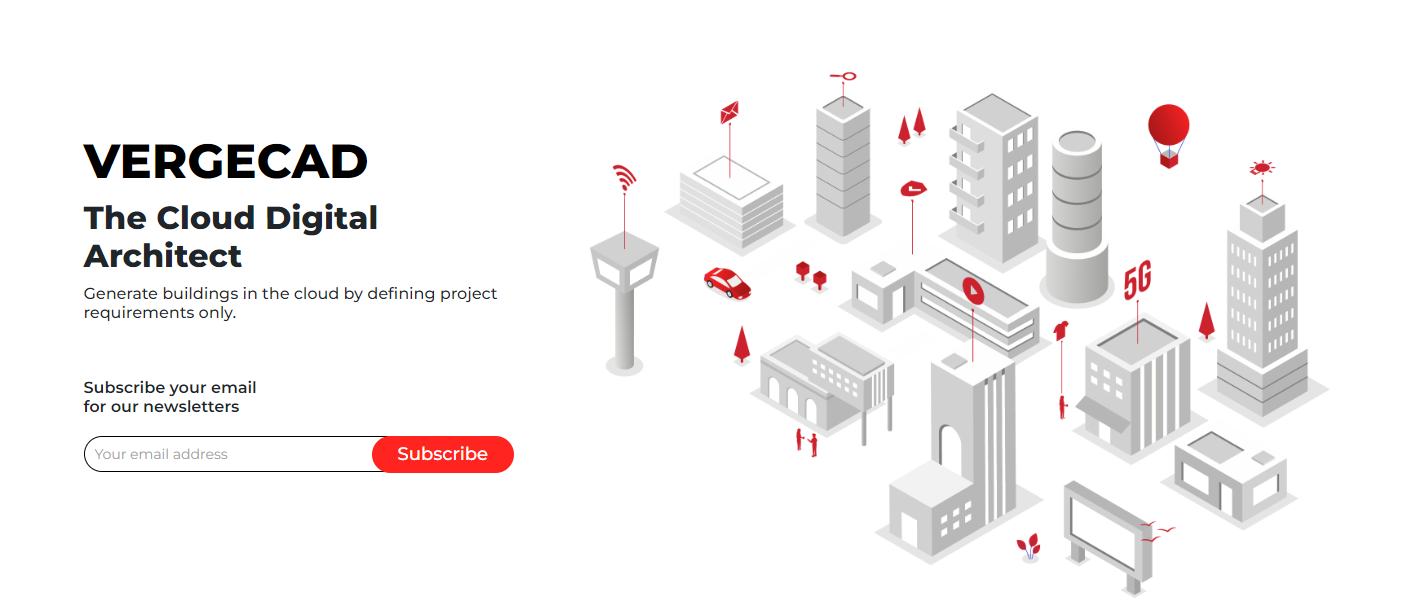 VERGECAD
The Cloud Digital
Architect
Generate buildings in the cloud by defining project
requirements only.
Subscribe your email
for our newsletters
Your email address
Subscribe
5G